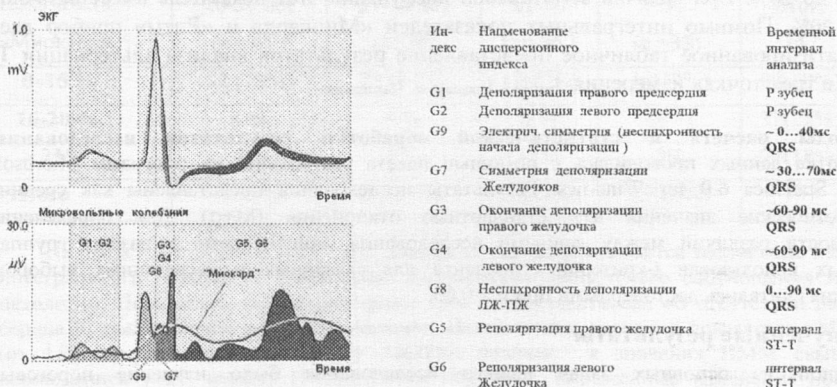 ЭКГ
1.0
mV
Время
Микровольтные колебания
30.0
μV
G1, G2
G3
G4
G8
G5, G6
"Миокард"
0
G9
G7
Время
Ин-
декс
Наименование
дисперсионного
индекса
Временной
интервал
анализа
G1 Деполяризация правого предсердия P зубец
G2 Деполяризация левого предсердия P зубец
G9 Электрич. симметрия (неспихронность ~ 0...40мс
начала деполяризации ) QRS
G7 Симметрия деполяризации ~ 30...70мс
Желудочков QRS
G3 Окончание деполяризации ~60-90 мс
правого желудочка QRS
G4 Окончание деполяризации ~60-90 мс
левого желудочка QRS
G8 Неспихронность деполяризации 0...90 мс
ЛЖ-ПЖ QRS
G5 Реполяризация правого желудочка интервал
ST-T
G6 Реполяризация левого интервал
Желудочка ST-T